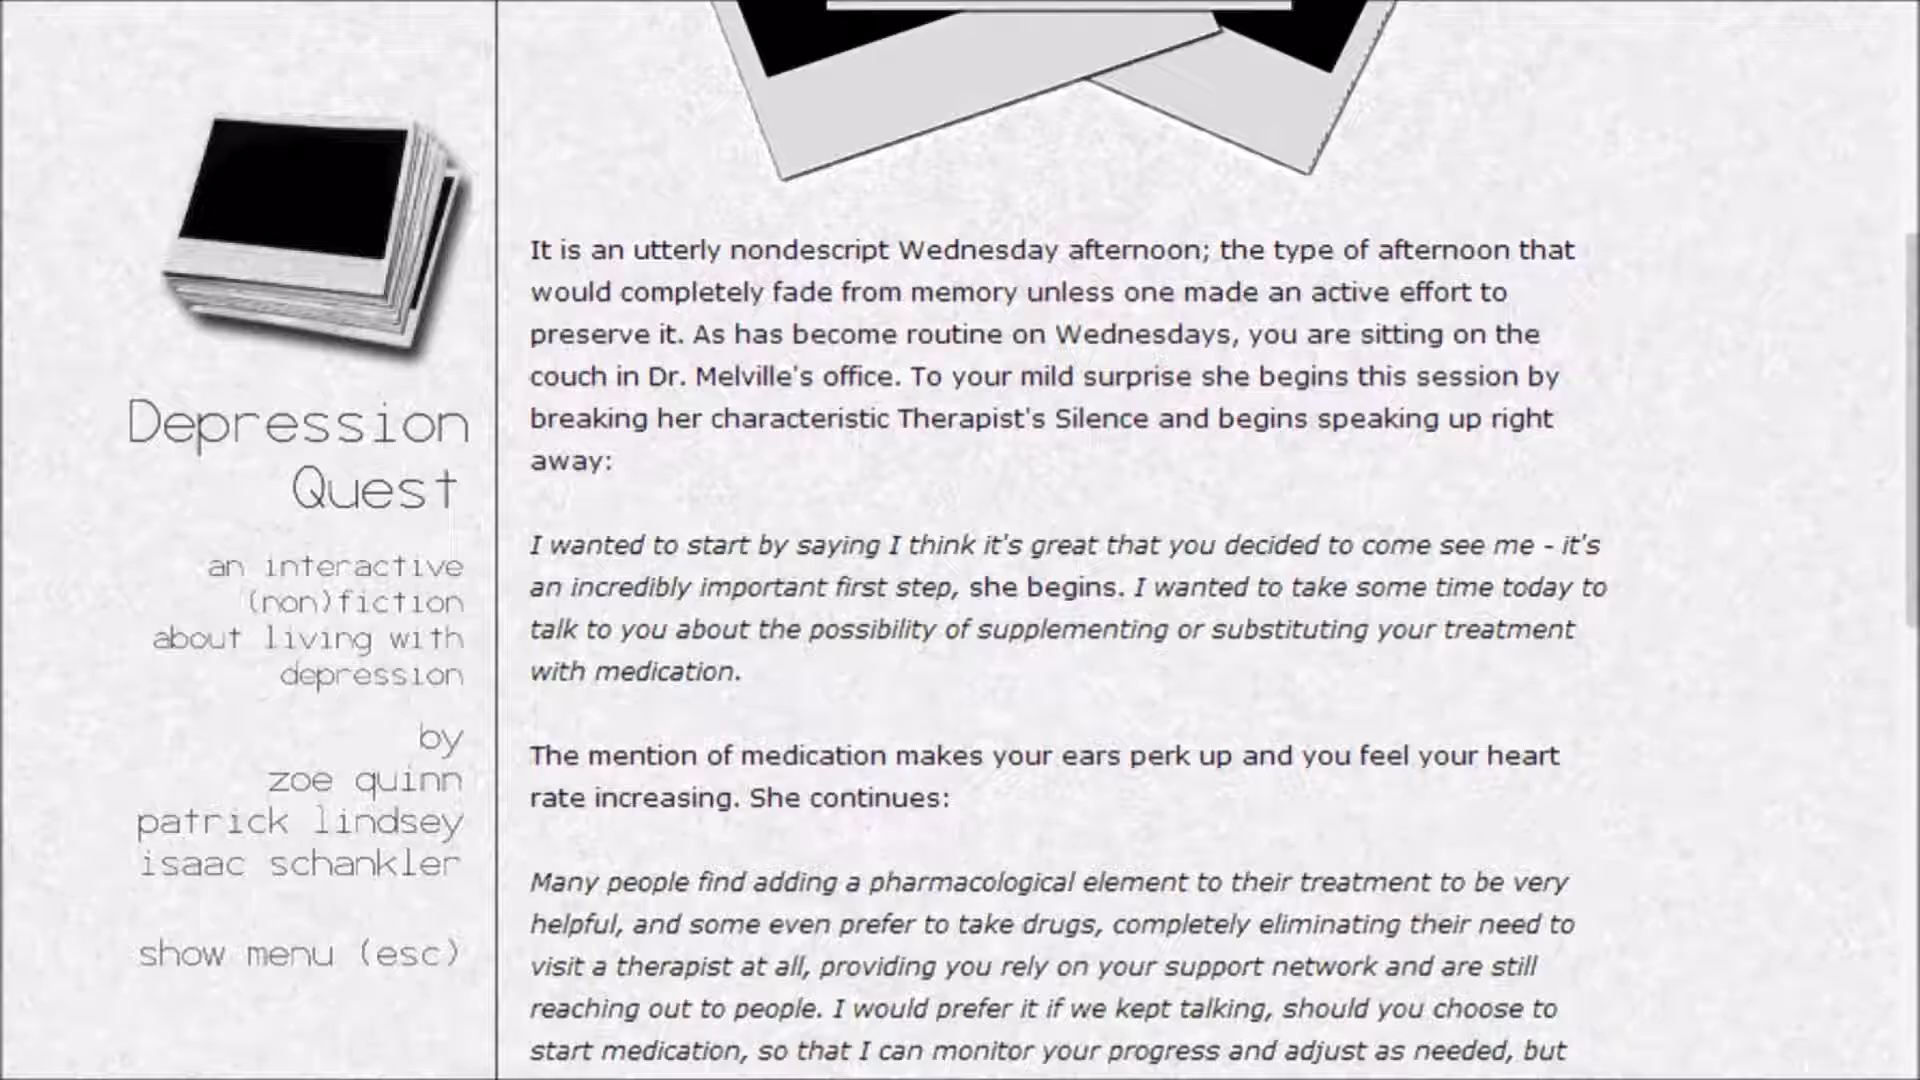 Depression
Quest
an interactive
(non)fiction
about living with
depression
by
zoe quinn
patrick lindsey
isaac schankler
show menu (esc)
It is an utterly nondescript Wednesday afternoon; the type of afternoon that
would completely fade from memory unless one made an active effort to
preserve it. As has become routine on Wednesdays, you are sitting on the
couch in Dr. Melville's office. To your mild surprise she begins this session by
breaking her characteristic Therapist's Silence and begins speaking up right
away:
I wanted to start by saying I think it's great that you decided to come see me - it's
an incredibly important first step, she begins. I wanted to take some time today to
talk to you about the possibility of supplementing or substituting your treatment
with medication.
The mention of medication makes your ears perk up and you feel your heart
rate increasing. She continues:
Many people find adding a pharmacological element to their treatment to be very
helpful, and some even prefer to take drugs, completely eliminating their need to
visit a therapist at all, providing you rely on your support network and are still
reaching out to people. I would prefer it if we kept talking, should you choose to
start medication, so that I can monitor your progress and adjust as needed, but